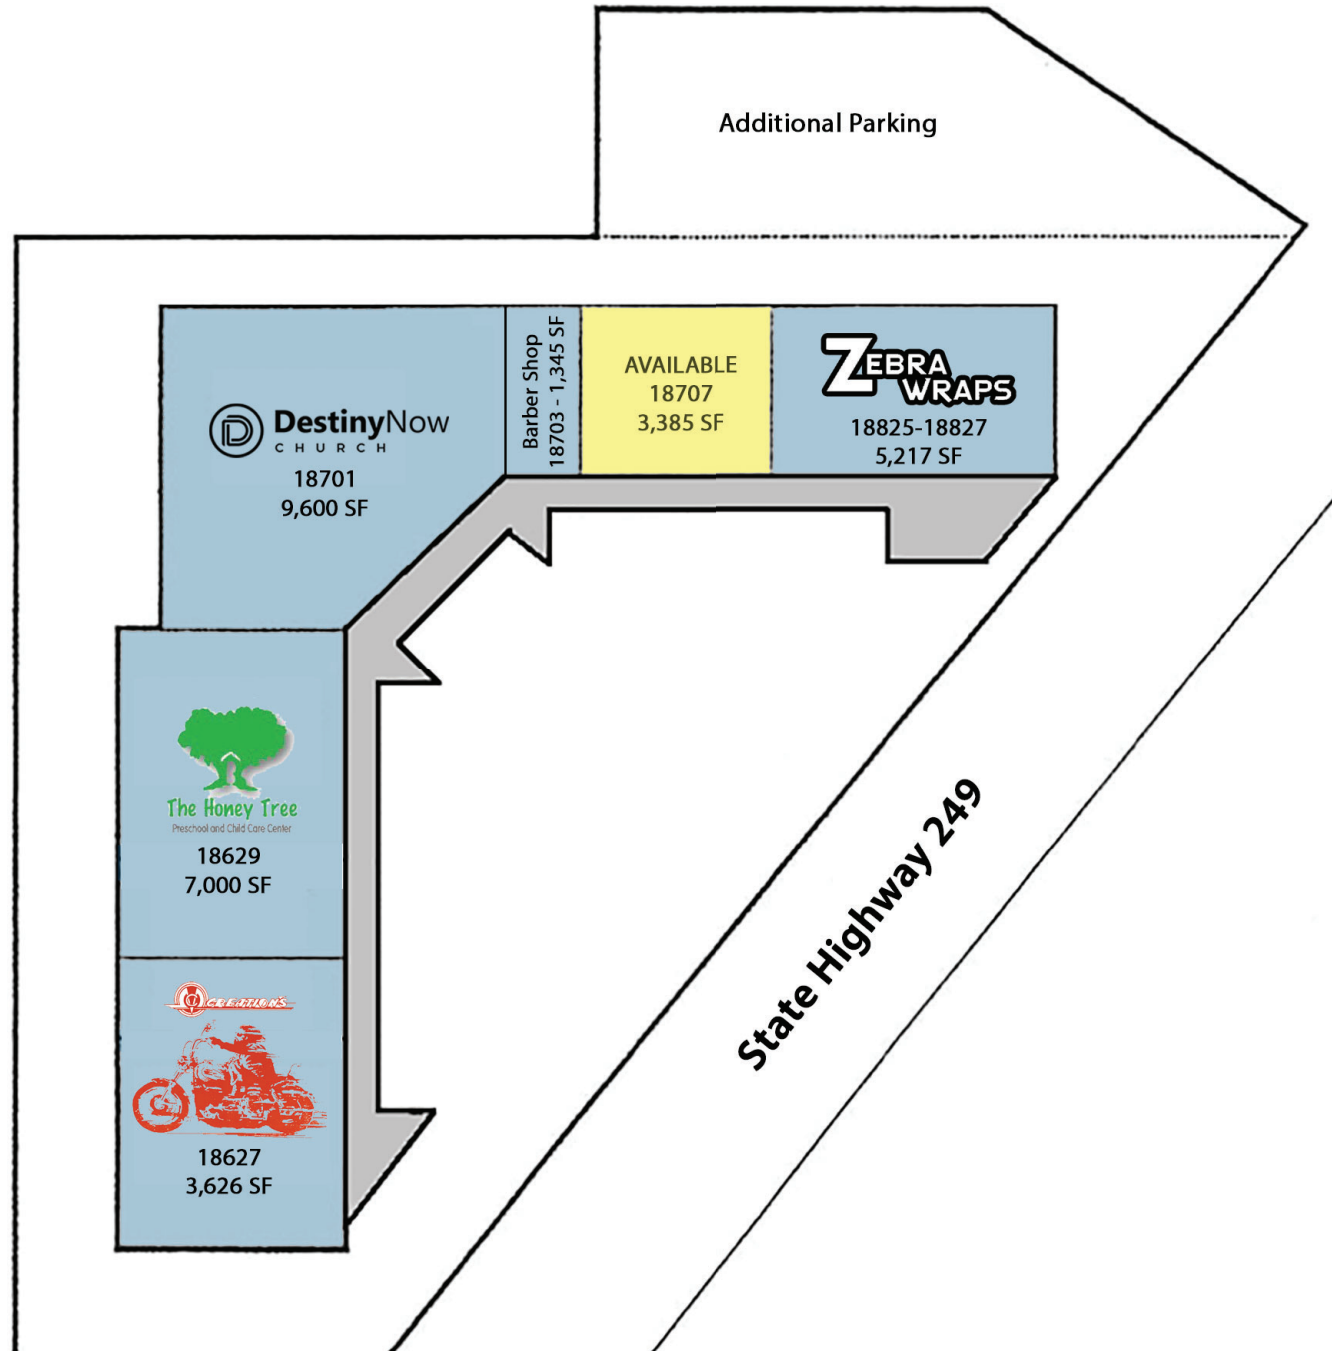 Additional Parking
DestinyNow
CHURCH
18701
9,600 SF
Barber Shop
18703 - 1,345 SF
AVAILABLE
18707
3,385 SF
ZEBRA
WRAPS
18825-18827
5,217 SF
The Honey Tree
Preschool and Child Care Center
18629
7,000 SF
CREATIONS
18627
3,626 SF
State Highway 249